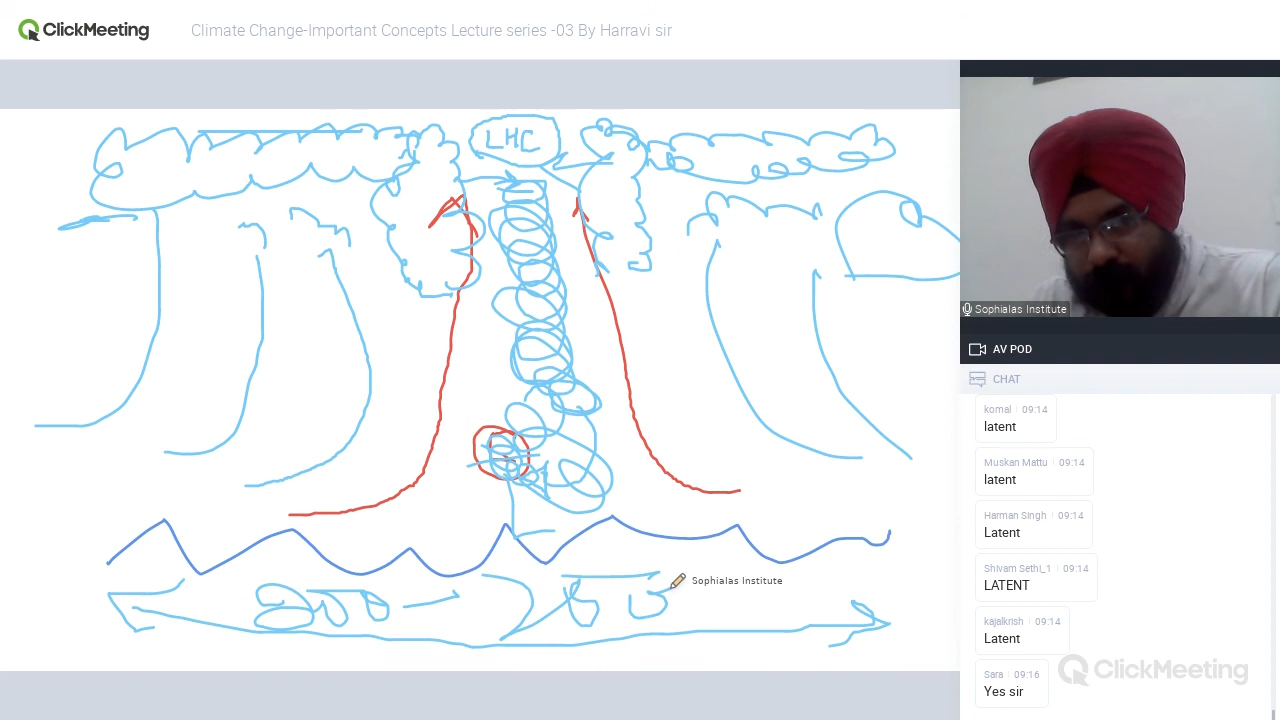 ClickMeeting
Climate Change-Important Concepts Lecture series -03 By Harravi sir
LHC
Sophialas Institute
Sophialas Institute
AV POD
CHAT
komal 09:14
latent
Muskan Mattu 09:14
latent
Harman Singh 09:14
Latent
Shivam Sethi_1 09:14
LATENT
kajalkrish 09:14
Latent
Sara 09:16
Yes sir
ClickMeeting